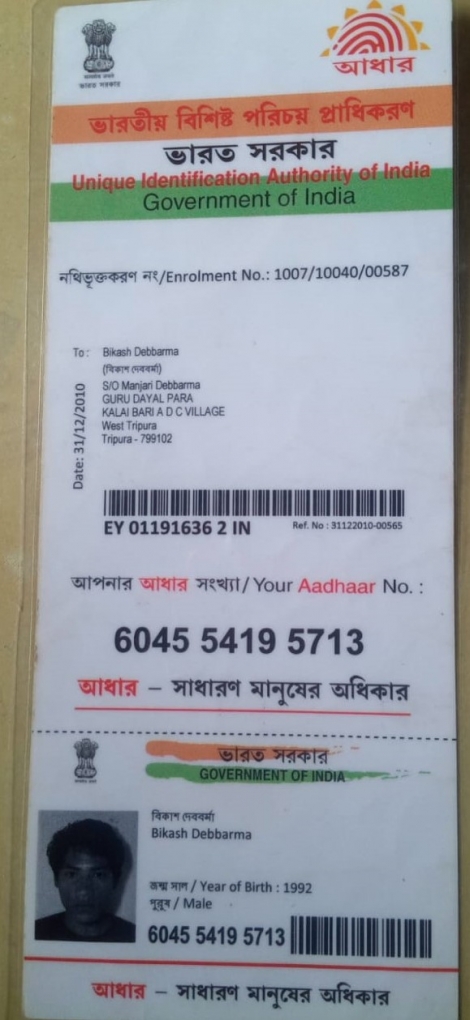 ভারত সরকার
আধার
ভারতীয় বিশিষ্ট পরিচয় প্রাধিকরণ
ভারত সরকার
Unique Identification Authority of India
Government of India
নথিভুক্তকরণ নং/Enrolment No.: 1007/10040/00587
To: Bikash Debbarma
(বিকাশ দেববর্মা)
S/O Manjari Debbarma
GURU DAYAL PARA
KALAI BARI A D C VILLAGE
West Tripura
Tripura - 799102
Date: 31/12/2010
EY 01191636 2 IN
Ref. No : 31122010-00565
আপনার আধার সংখ্যা/ Your Aadhaar No. :
6045 5419 5713
আধার – সাধারণ মানুষের অধিকার
ভারত সরকার
GOVERNMENT OF INDIA
বিকাশ দেববর্মা
Bikash Debbarma
জন্ম সাল / Year of Birth : 1992
পুরুষ / Male
6045 5419 5713
আধার – সাধারণ মানুষের অধিকার